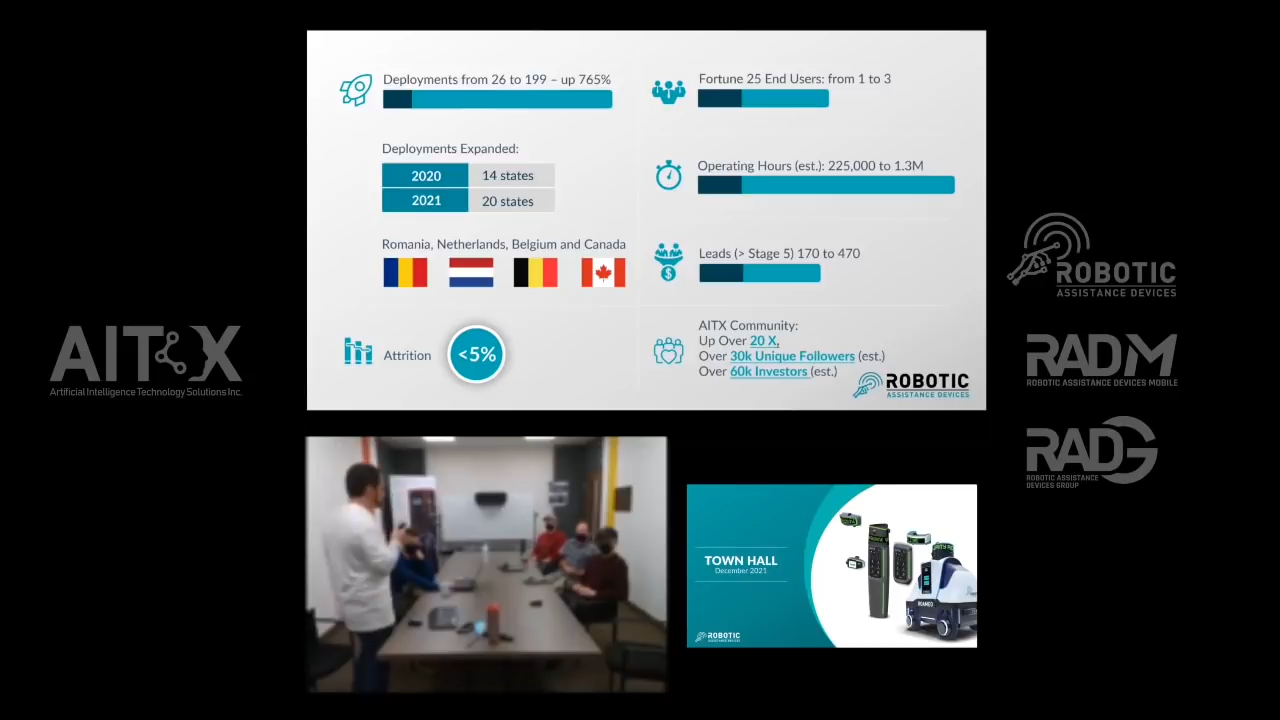 Deployments from 26 to 199 – up 765%
Deployments Expanded:
2020 14 states
2021 20 states
Romania, Netherlands, Belgium and Canada
Attrition <5%
Fortune 25 End Users: from 1 to 3
Operating Hours (est.): 225,000 to 1.3M
Leads (> Stage 5) 170 to 470
AITX Community:
Up Over 20 X,
Over 30k Unique Followers (est.)
Over 60k Investors (est.)
ROBOTIC
ASSISTANCE DEVICES
AITX
Artificial Intelligence Technology Solutions Inc.
ROBOTIC
ASSISTANCE DEVICES
RADM
ROBOTIC ASSISTANCE DEVICES MOBILE
RADG
ROBOTIC ASSISTANCE
DEVICES GROUP
TOWN HALL
December 2021
ROBOTIC
ASSISTANCE DEVICES
ROAMEO